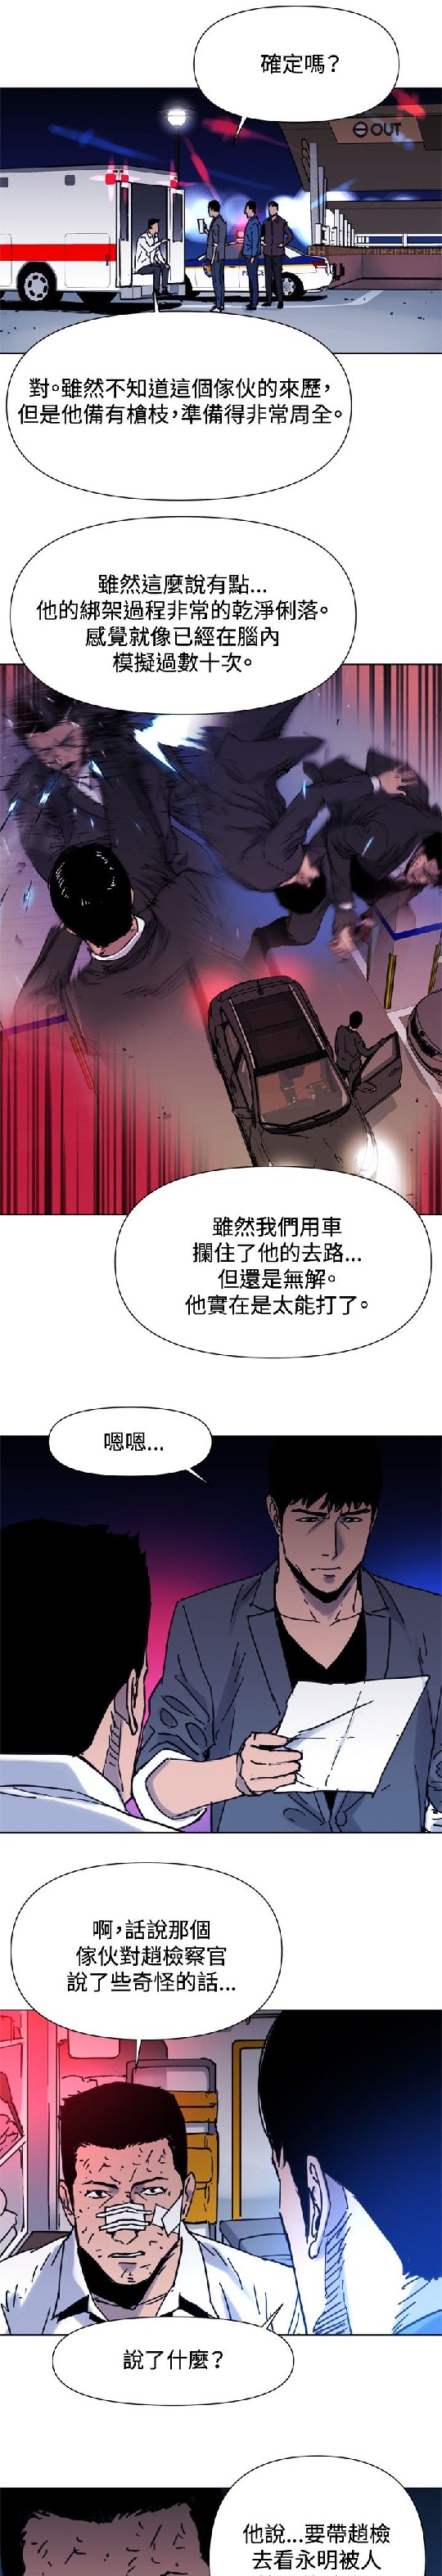 確定嗎？
OUT
POLICE
對。雖然不知道這個傢伙的來歷，
但是他備有槍枝，準備得非常周全。
雖然這麼說有點…
他的綁架過程非常的乾淨俐落。
感覺就像已經在腦內
模擬過數十次。
雖然我們用車
攔住了他的去路…
但還是無解。
他實在是太能打了。
嗯嗯…
啊，話說那個
傢伙對趙檢察官
說了些奇怪的話…
說了什麼？
他說…要帶趙檢
去看永明被人